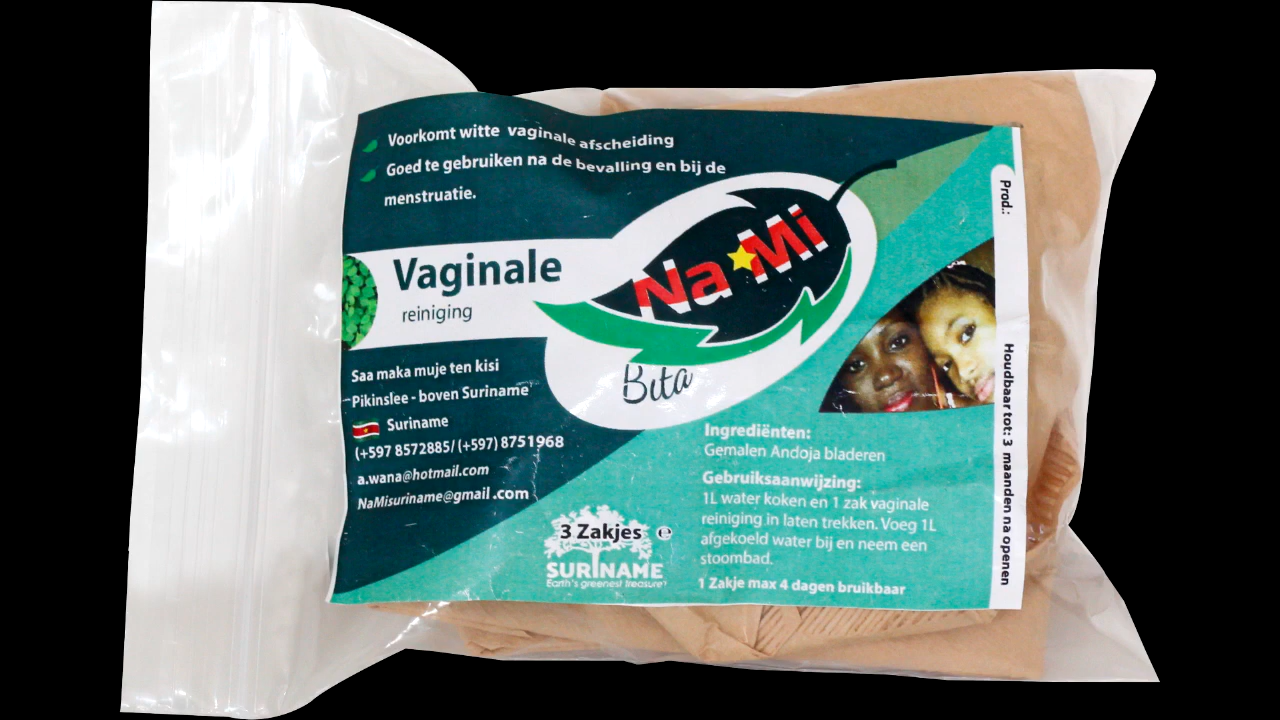 Voorkomt witte vaginale afscheiding
Goed te gebruiken na de bevalling en bij de
menstruatie.
Vaginale
reiniging
Na Mi
Bita
Saa maka muje ten kisi
Pikinslee - boven Suriname
Suriname
(+597 8572885/ (+597) 8751968
a.wana@hotmail.com
NaMisuriname@gmail.com
3 Zakjes e
SURINAME
Earth's greenest treasure
Ingrediënten:
Gemalen Andoja bladeren
Gebruiksaanwijzing:
1L water koken en 1 zak vaginale
reiniging in laten trekken. Voeg 1L
afgekoeld water bij en neem een
stoombad.
1 Zakje max 4 dagen bruikbaar
Prod.:
Houdbaar tot: 3 maanden na openen